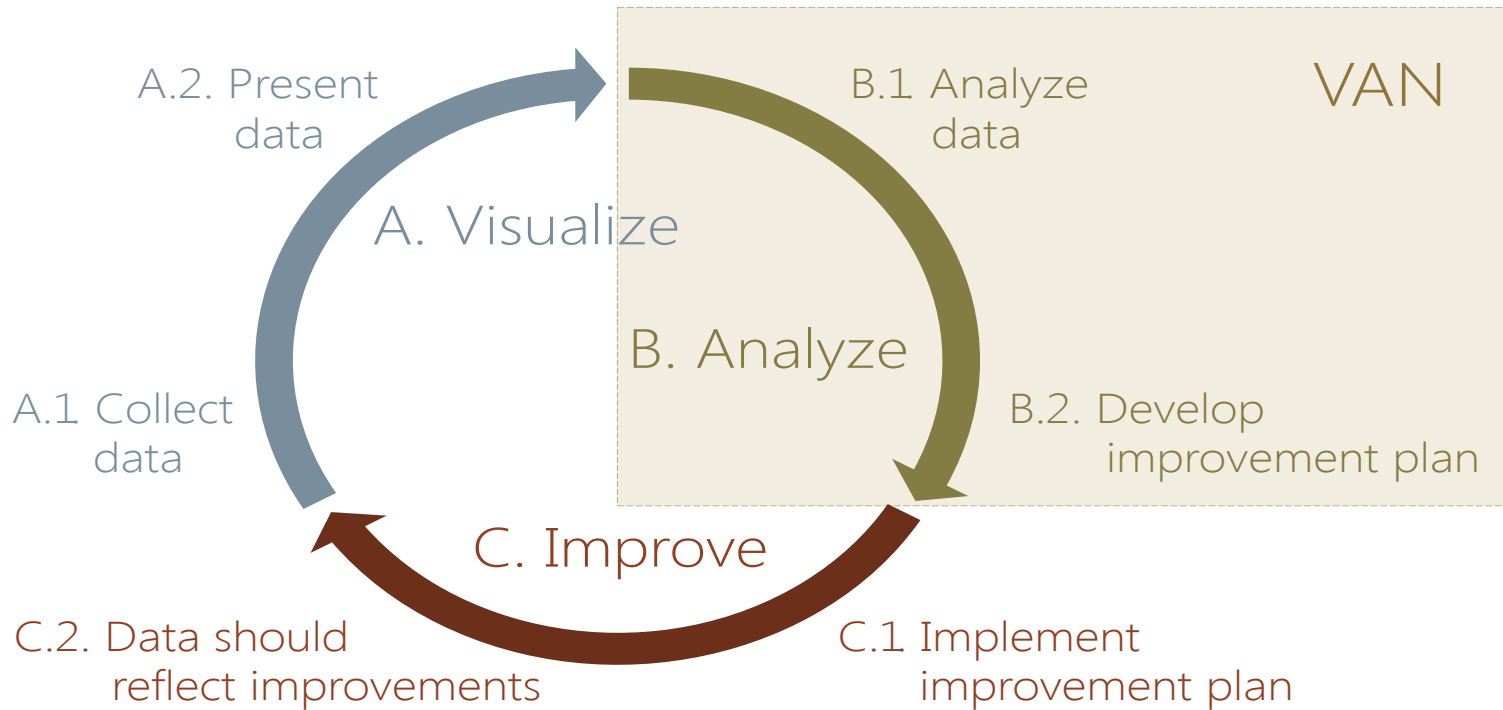 A.2. Present
data
B.1. Analyze
data
VAN
A. Visualize
B. Analyze
A.1. Collect
data
B.2. Develop
improvement plan
C. Improve
C.2. Data should
reflect improvements
C.1. Implement
improvement plan